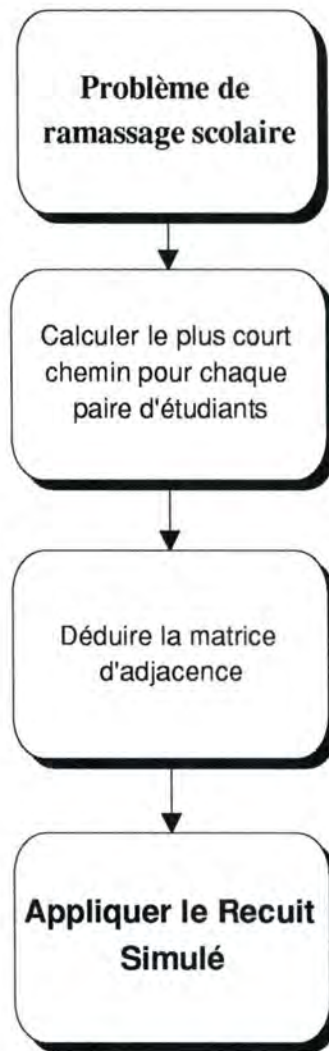 Problème de
ramassage scolaire
Calculer le plus court
chemin pour chaque
paire d'étudiants
Déduire la matrice
d'adjacence
Appliquer le Recuit
Simulé